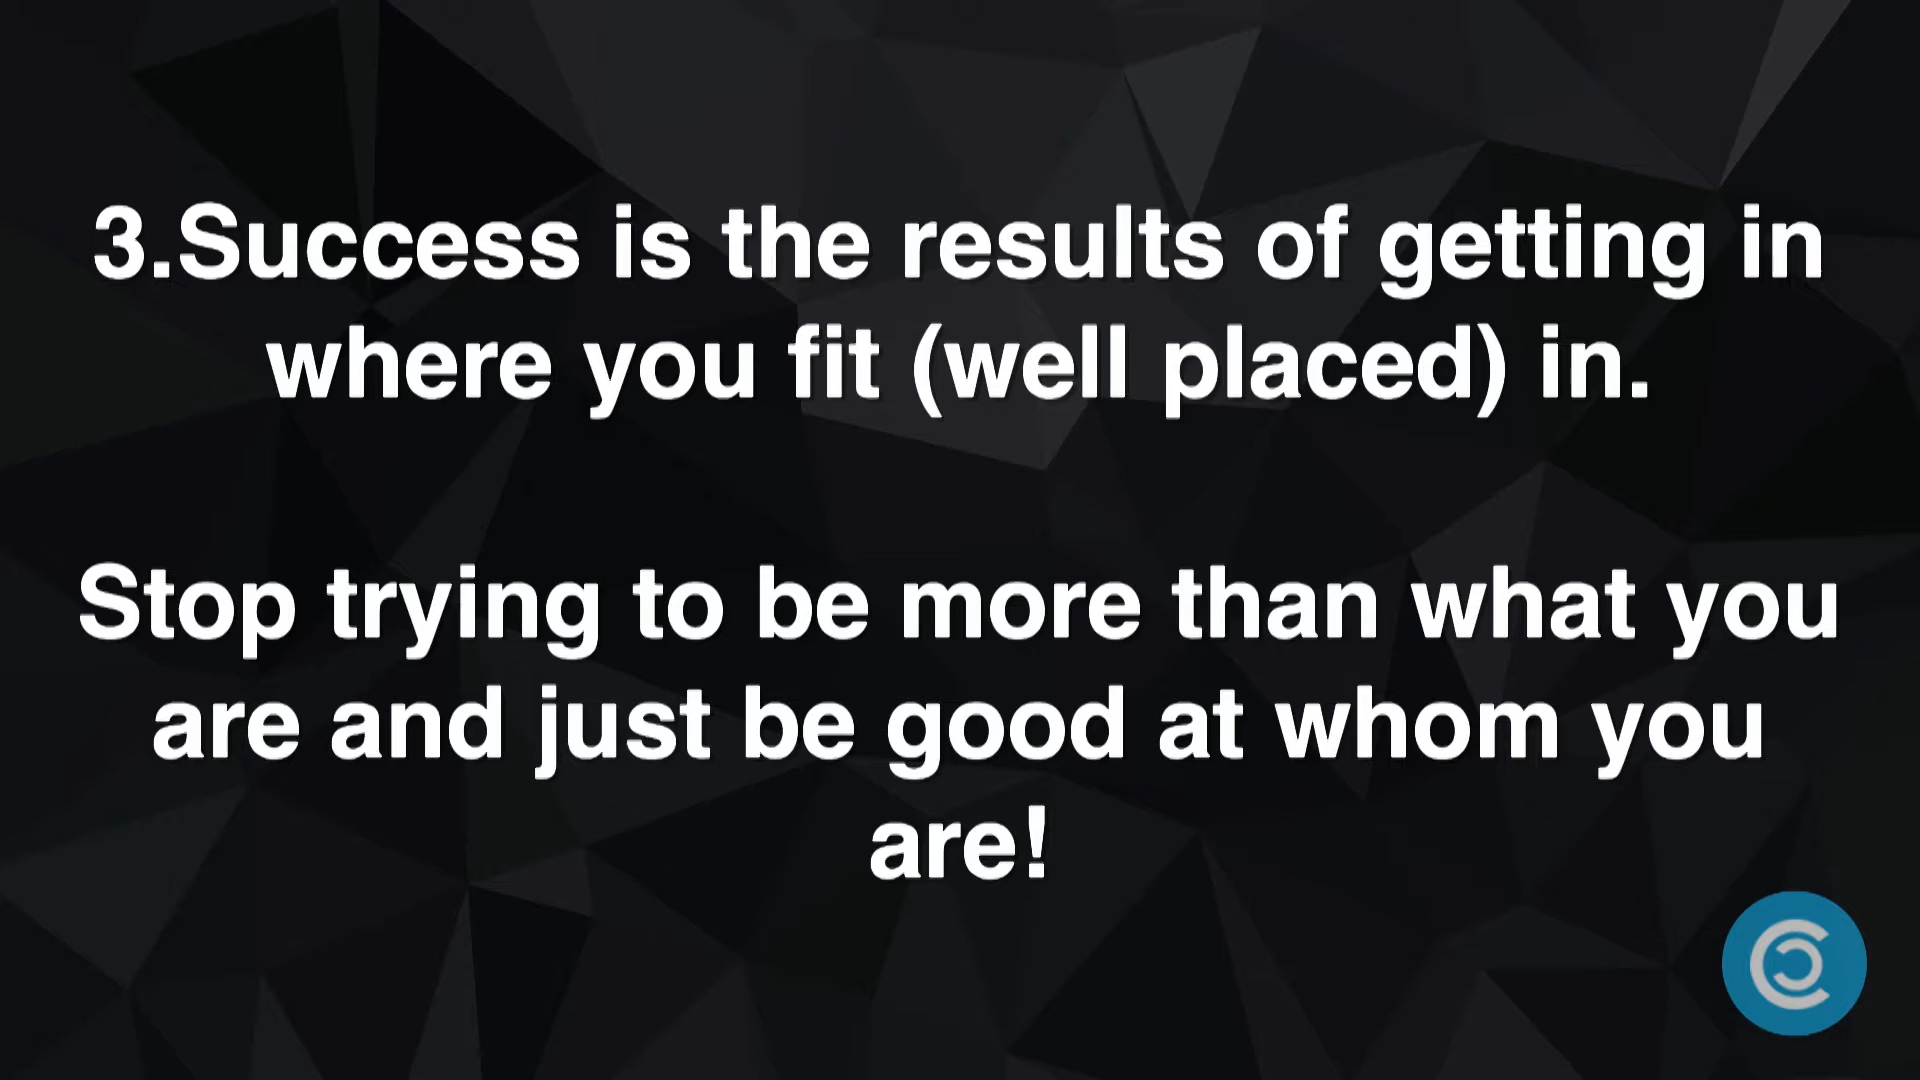 3.Success is the results of getting in
where you fit (well placed) in.
Stop trying to be more than what you
are and just be good at whom you
are!